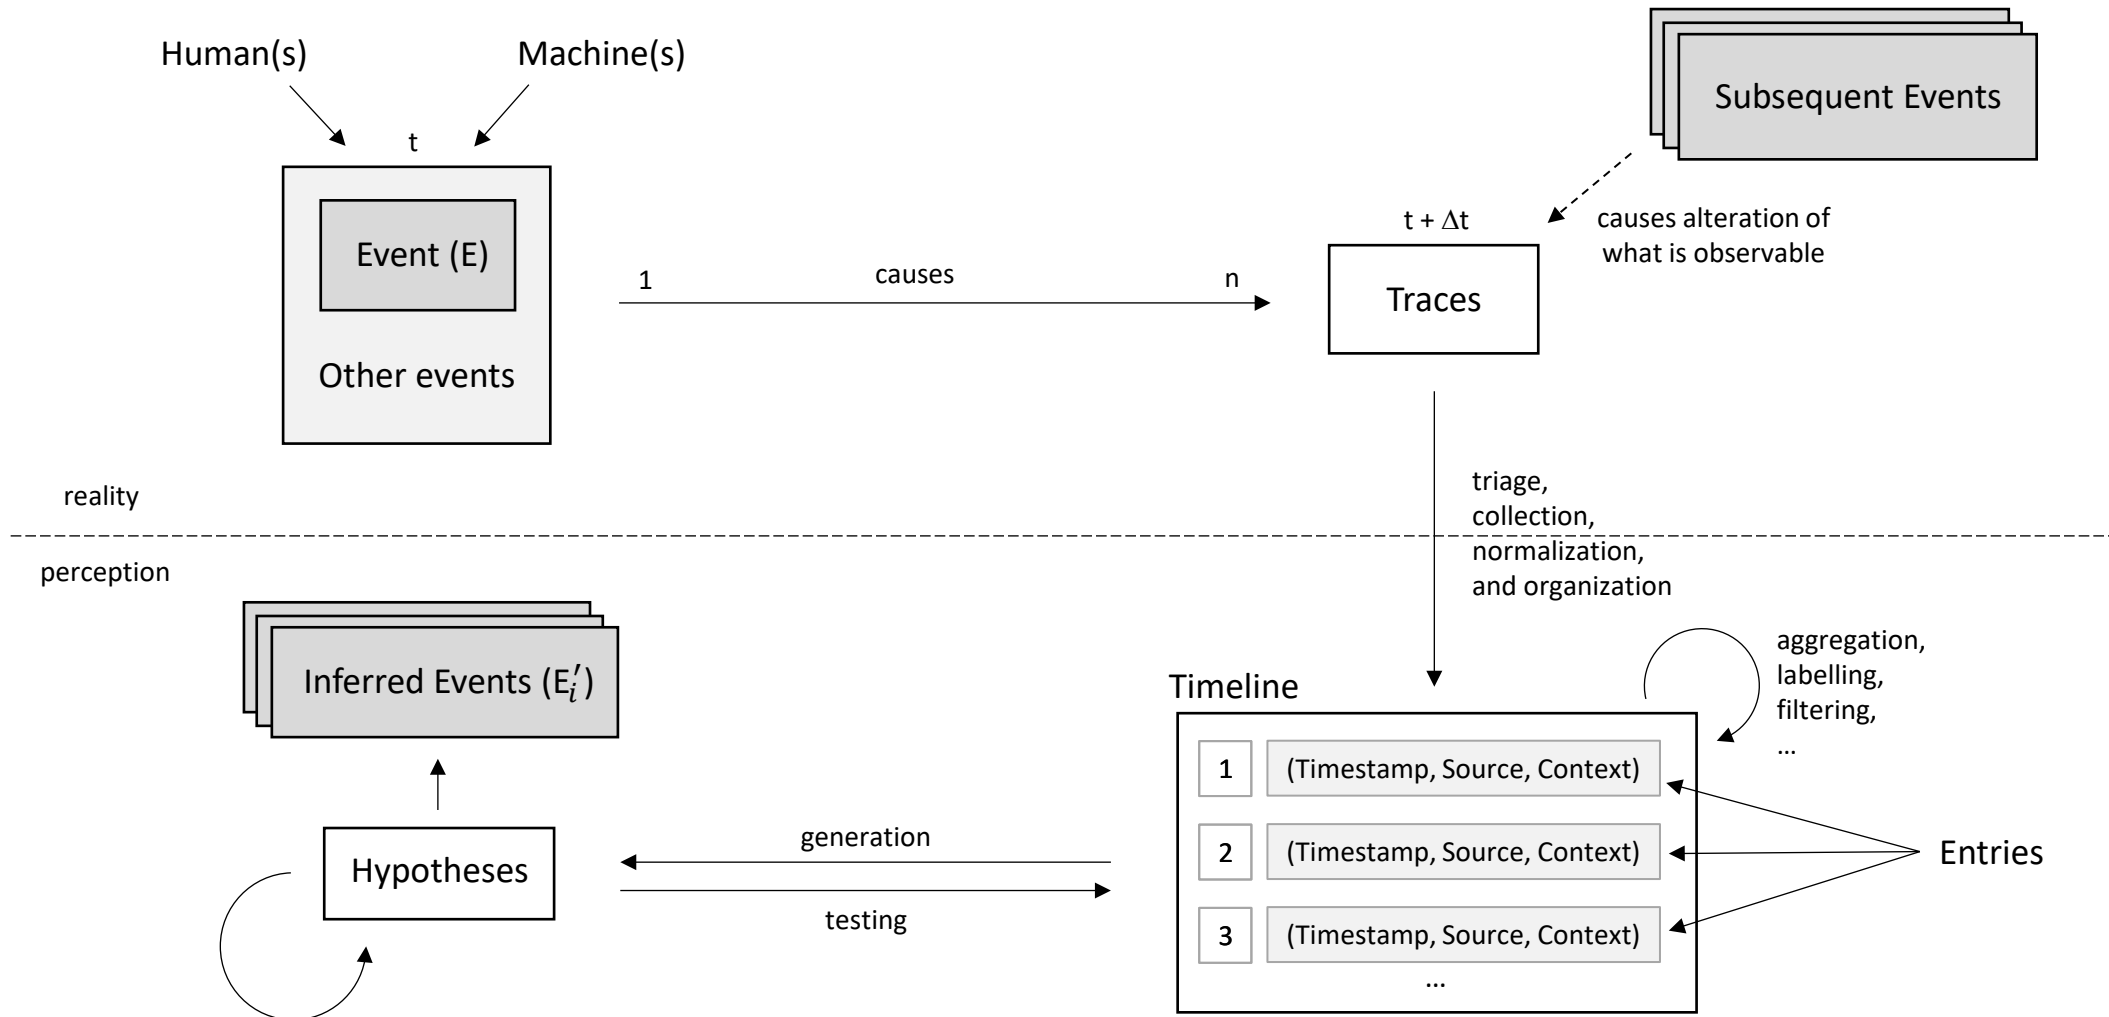 Human(s)
Machine(s)
Subsequent Events
t
Event (E)
Other events
1
causes
n
t + Δt
Traces
causes alteration of
what is observable
reality
triage,
collection,
normalization,
and organization
perception
Inferred Events (E′i)
Timeline
aggregation,
labelling,
filtering,
...
1
(Timestamp, Source, Context)
2
(Timestamp, Source, Context)
3
(Timestamp, Source, Context)
...
Entries
Hypotheses
generation
testing